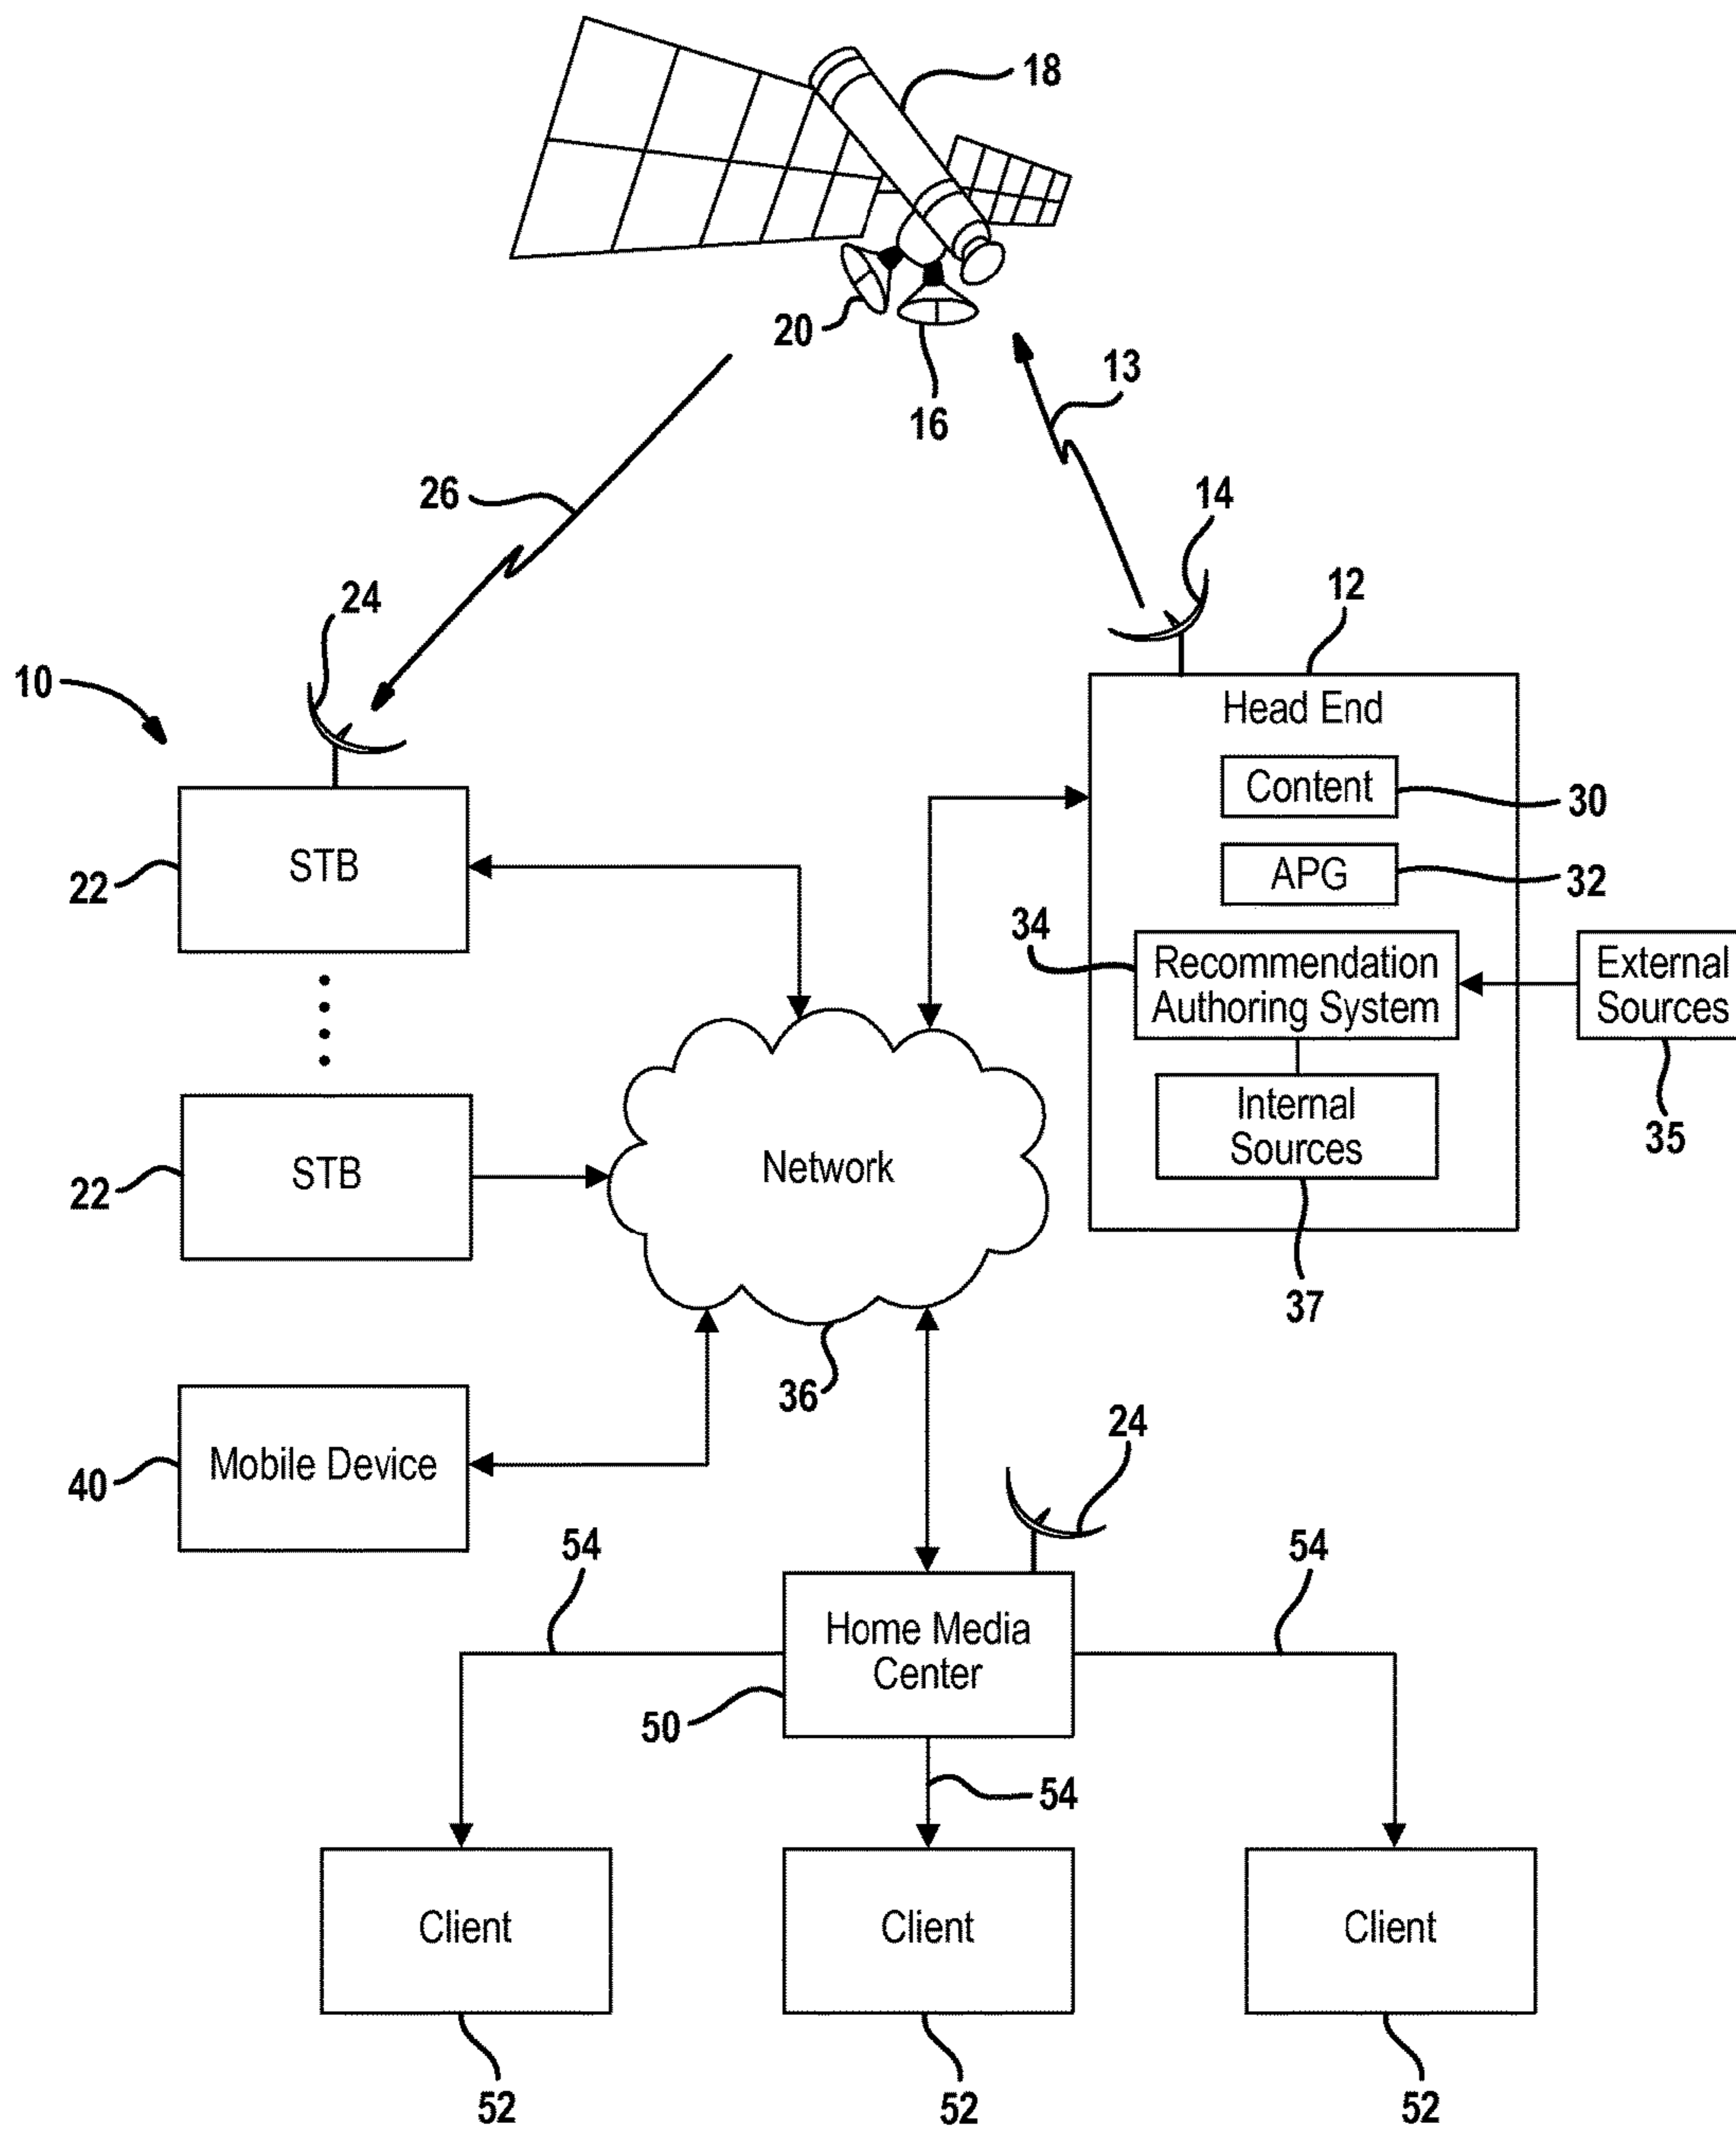 18
20
16
13
26
14
24
12
10
Head End
Content
30
STB
22
APG
32
34
Recommendation
Authoring System
External
Sources
Internal
Sources
35
Network
STB
22
37
36
24
Mobile Device
40
54
54
Home Media
Center
50
54
Client
Client
Client
52
52
52